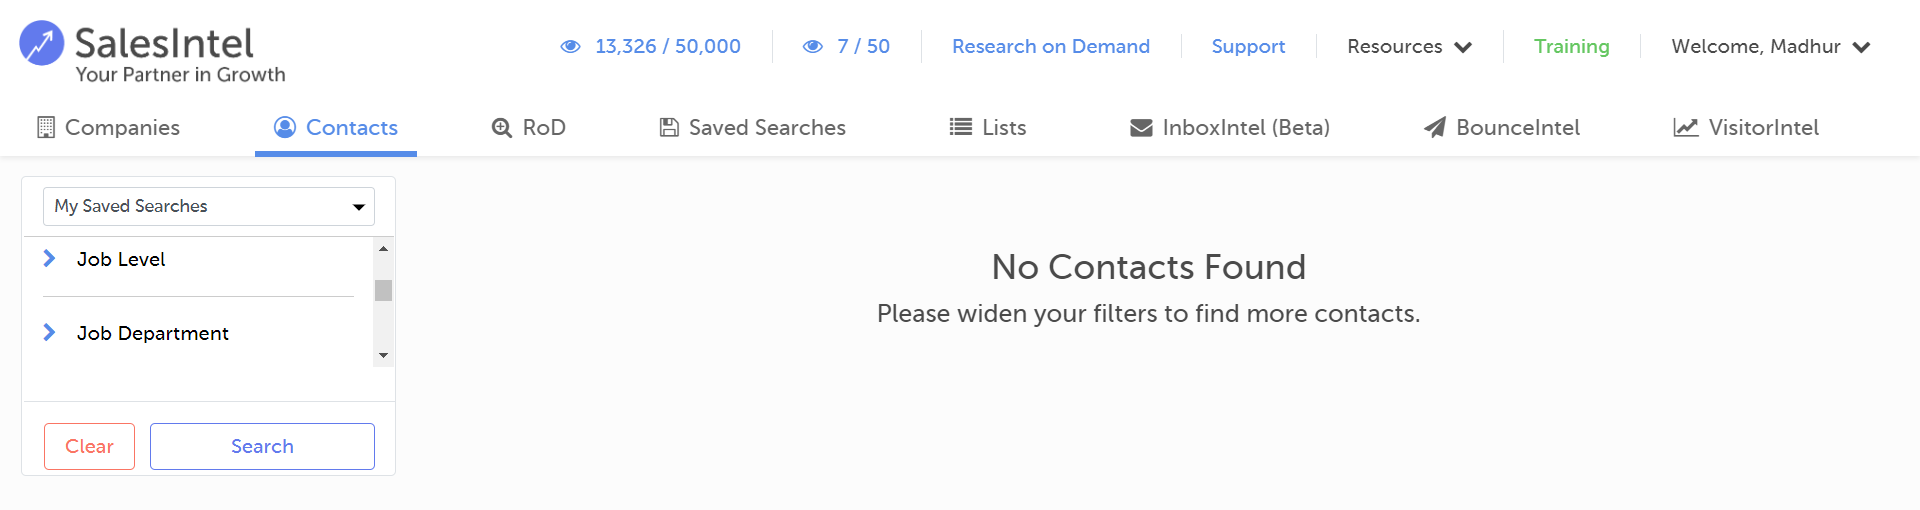 SalesIntel
Your Partner in Growth
13,326 / 50,000
7 / 50
Research on Demand
Support
Resources
Training
Welcome, Madhur
Companies
Contacts
RoD
Saved Searches
Lists
InboxIntel (Beta)
BounceIntel
VisitorIntel
My Saved Searches
Job Level
Job Department
Clear
Search
No Contacts Found
Please widen your filters to find more contacts.